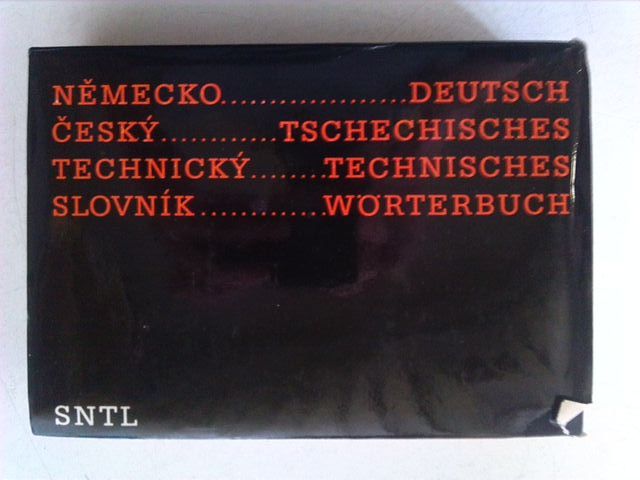 NĚMECKO...................DEUTSCH
ČESKÝ............TSCHECHISCHES
TECHNICKÝ........TECHNISCHES
SLOVNÍK.............WÖRTERBUCH
SNTL